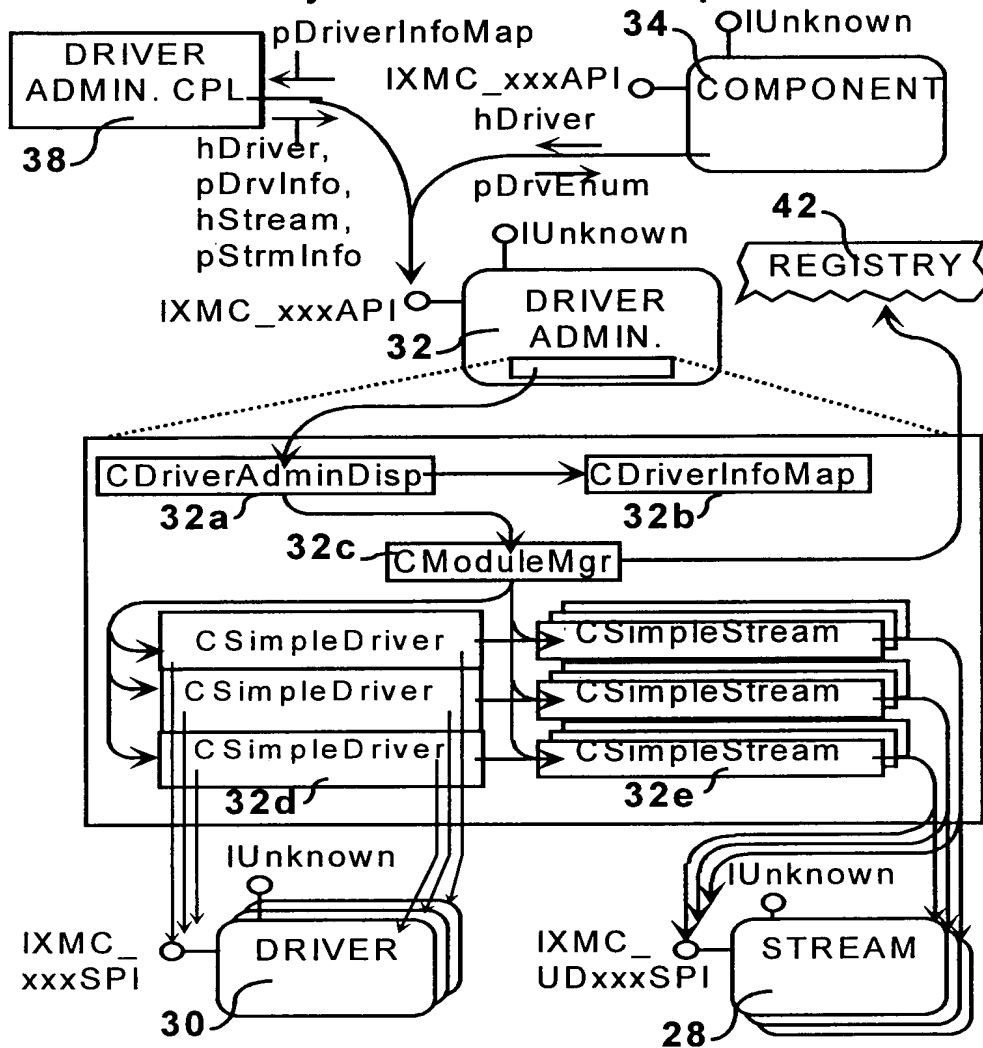 pDriverInfoMap
34
IUnknown
DRIVER
ADMIN. CPL
IXMC_xxxAPI
COMPONENT
38
hDriver
hDriver,
pDrvInfo,
hStream,
pStrmInfo
pDrvEnum
42
IUnknown
REGISTRY
IXMC_xxxAPI
DRIVER
ADMIN.
32
CDriverAdminDisp
CDriverInfoMap
32a
32b
32c
CModuleMgr
CSimpleDriver
CSimpleStream
CSimpleDriver
CSimpleStream
CSimpleDriver
CSimpleStream
32d
32e
IUnknown
IUnknown
IXMC_
xxxSPI
DRIVER
IXMC_
UDxxxSPI
STREAM
30
28